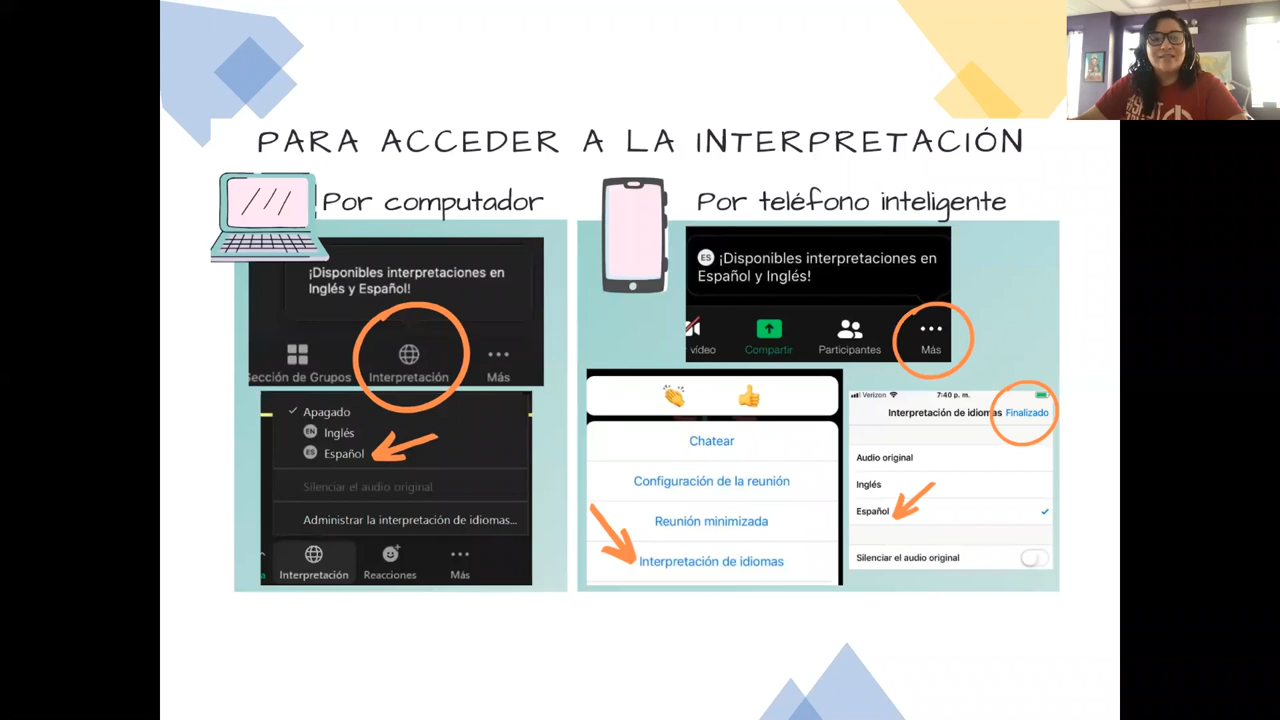 PARA ACCEDER A LA INTERPRETACIÓN
Por computador
¡Disponibles interpretaciones en
Inglés y Español!
Sección de Grupos
Interpretación
Más
Apagado
EN Inglés
ES Español
Silenciar el audio original
Administrar la interpretación de idiomas...
a
Interpretación
Reacciones
Más
Por teléfono inteligente
ES ¡Disponibles interpretaciones en
Español y Inglés!
vídeo
Compartir
Participantes
Más
Chatear
Configuración de la reunión
Reunión minimizada
Interpretación de idiomas
Verizon
7:40 p. m.
Interpretación de idiomas Finalizado
Audio original
Inglés
Español
Silenciar el audio original